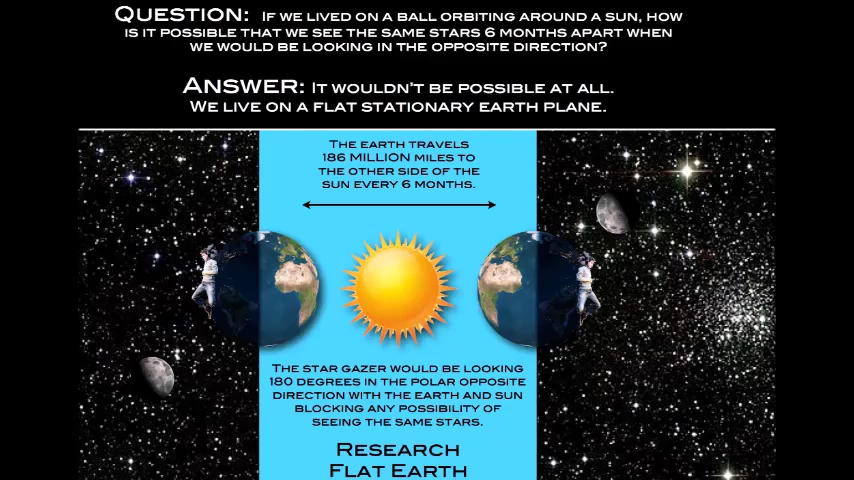 QUESTION: IF WE LIVED ON A BALL ORBITING AROUND A SUN, HOW
IS IT POSSIBLE THAT WE SEE THE SAME STARS 6 MONTHS APART WHEN
WE WOULD BE LOOKING IN THE OPPOSITE DIRECTION?
ANSWER: IT WOULDN'T BE POSSIBLE AT ALL.
WE LIVE ON A FLAT STATIONARY EARTH PLANE.
THE EARTH TRAVELS
186 MILLION MILES TO
THE OTHER SIDE OF THE
SUN EVERY 6 MONTHS.
THE STAR GAZER WOULD BE LOOKING
180 DEGREES IN THE POLAR OPPOSITE
DIRECTION WITH THE EARTH AND SUN
BLOCKING ANY POSSIBILITY OF
SEEING THE SAME STARS.
RESEARCH
FLAT EARTH